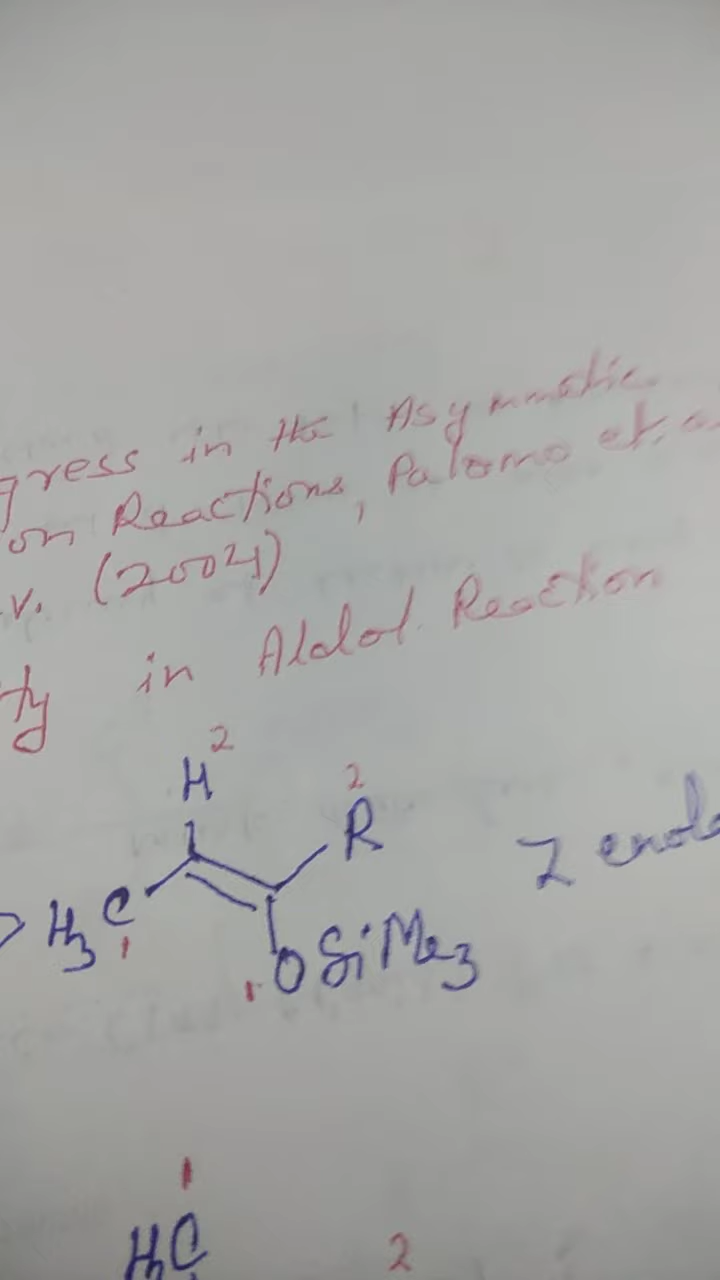 gress in the Asymmetric
on Reactions, Palomo et. a
v. (2004)
ty in Aldol Reaction
H 2
2 R
H3C 1
1 OSiMe3
Z enol
1
H3C
2